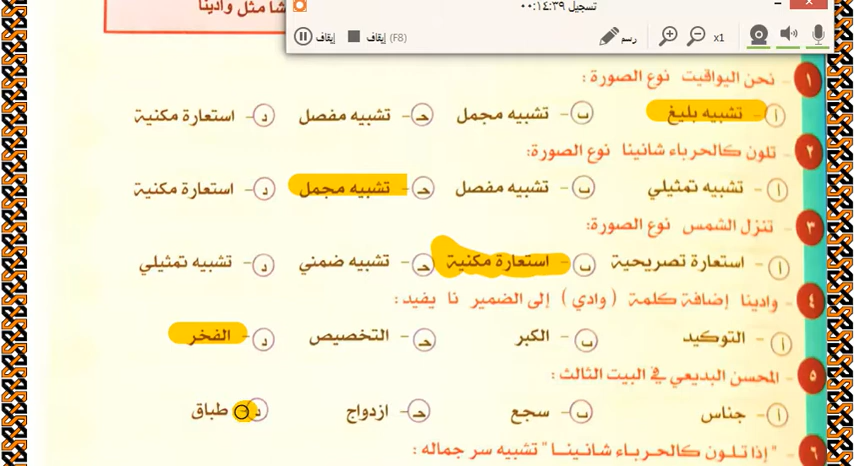 تسجيل ٠٠:١٤:٣٩
شا مثل وادينا
إيقاف إيقاف (F8) رسم x1
١ - نحن اليواقيت نوع الصورة :
أ - تشبيه بليغ ب - تشبيه مجمل جـ - تشبيه مفصل د - استعارة مكنية
٢ - تلون كالحرباء شانينا نوع الصورة:
أ - تشبيه تمثيلي ب - تشبيه مفصل جـ - تشبيه مجمل د - استعارة مكنية
٣ - تنزل الشمس نوع الصورة:
أ - استعارة تصريحية ب - استعارة مكنية جـ - تشبيه ضمني د - تشبيه تمثيلي
٤ - وادينا إضافة كلمة ( وادي ) إلى الضمير نا يفيد :
أ - التوكيد ب - الكبر جـ - التخصيص د - الفخر
٥ - المحسن البديعي في البيت الثالث :
أ - جناس ب - سجع جـ - ازدواج د - طباق
٦ - "إذا تلون كالحرباء شانينا" تشبيه سر جماله :